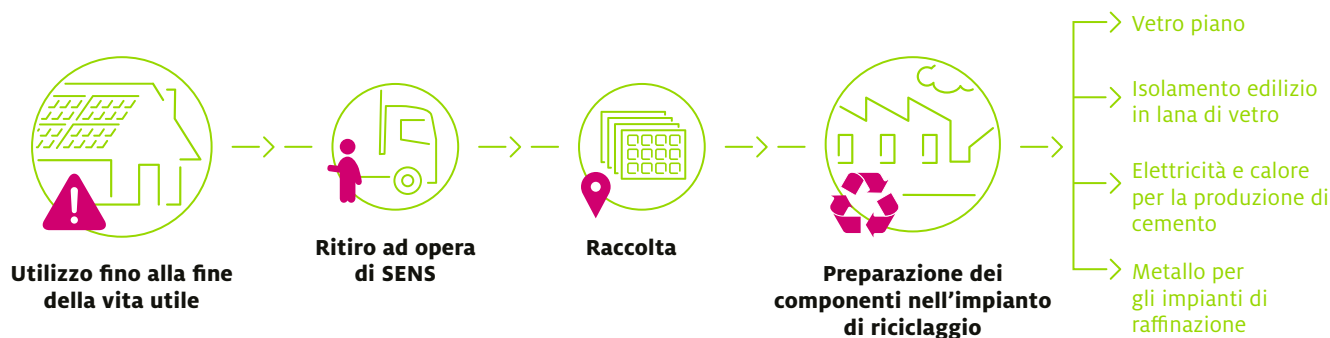 Utilizzo fino alla fine
della vita utile
Ritiro ad opera
di SENS
Raccolta
Preparazione dei
componenti nell'impianto
di riciclaggio
Vetro piano
Isolamento edilizio
in lana di vetro
Elettricità e calore
per la produzione di
cemento
Metallo per
gli impianti di
raffinazione